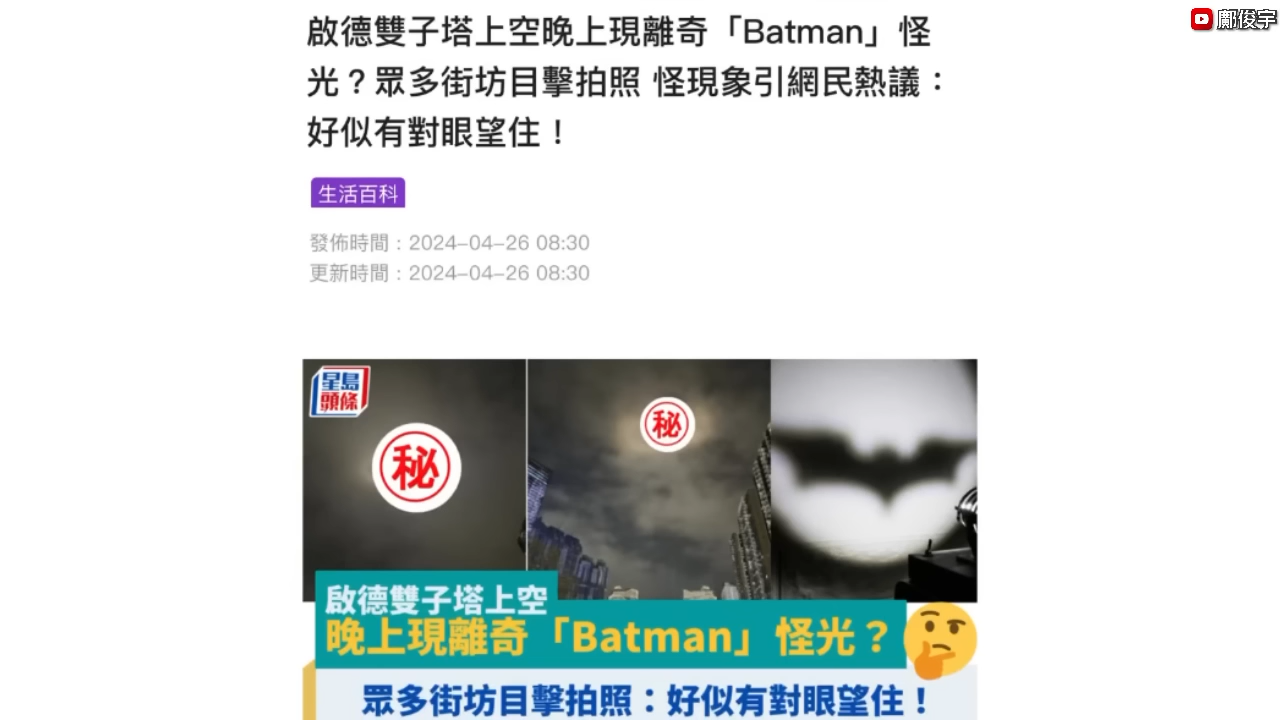 鄺俊宇
啟德雙子塔上空晚上現離奇「Batman」怪
光？眾多街坊目擊拍照 怪現象引網民熱議：
好似有對眼望住！
生活百科
發佈時間：2024-04-26 08:30
更新時間：2024-04-26 08:30
星島
頭條
秘
秘
啟德雙子塔上空
晚上現離奇「Batman」怪光？
眾多街坊目擊拍照：好似有對眼望住！